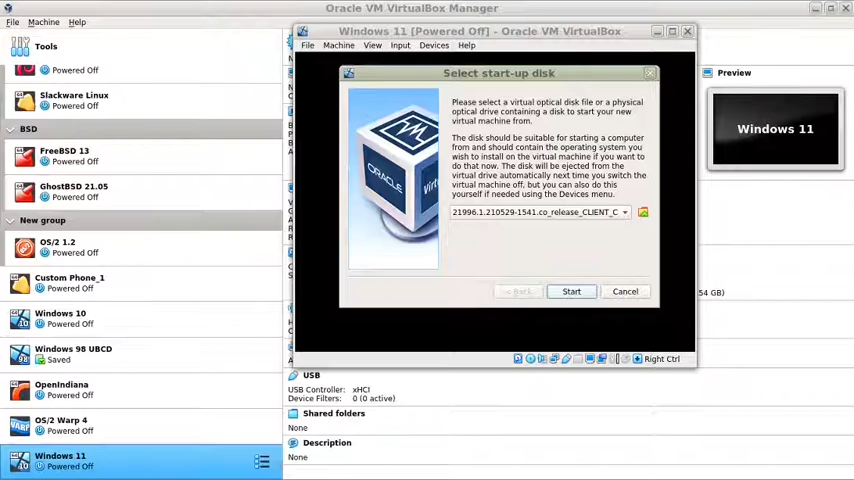 Oracle VM VirtualBox Manager
File Machine Help
Tools
Powered Off
Slackware Linux
Powered Off
BSD
FreeBSD 13
Powered Off
GhostBSD 21.05
Powered Off
New group
OS/2 1.2
Powered Off
Custom Phone_1
Powered Off
Windows 10
Powered Off
Windows 98 UBCD
Saved
OpenIndiana
Powered Off
OS/2 Warp 4
Powered Off
Windows 11
Powered Off
Windows 11 [Powered Off] - Oracle VM VirtualBox
File Machine View Input Devices Help
Select start-up disk
Please select a virtual optical disk file or a physical
optical drive containing a disk to start your new
virtual machine from.
The disk should be suitable for starting a computer
from and should contain the operating system you
wish to install on the virtual machine if you want to
do that now. The disk will be ejected from the
virtual drive automatically next time you switch the
virtual machine off, but you can also do this
yourself if needed using the Devices menu.
21996.1.210529-1541.co_release_CLIENT_C
< Back Start Cancel
ORACLE
Right Ctrl
Preview
Windows 11
54 GB)
USB
USB Controller: xHCI
Device Filters: 0 (0 active)
Shared folders
None
Description
None